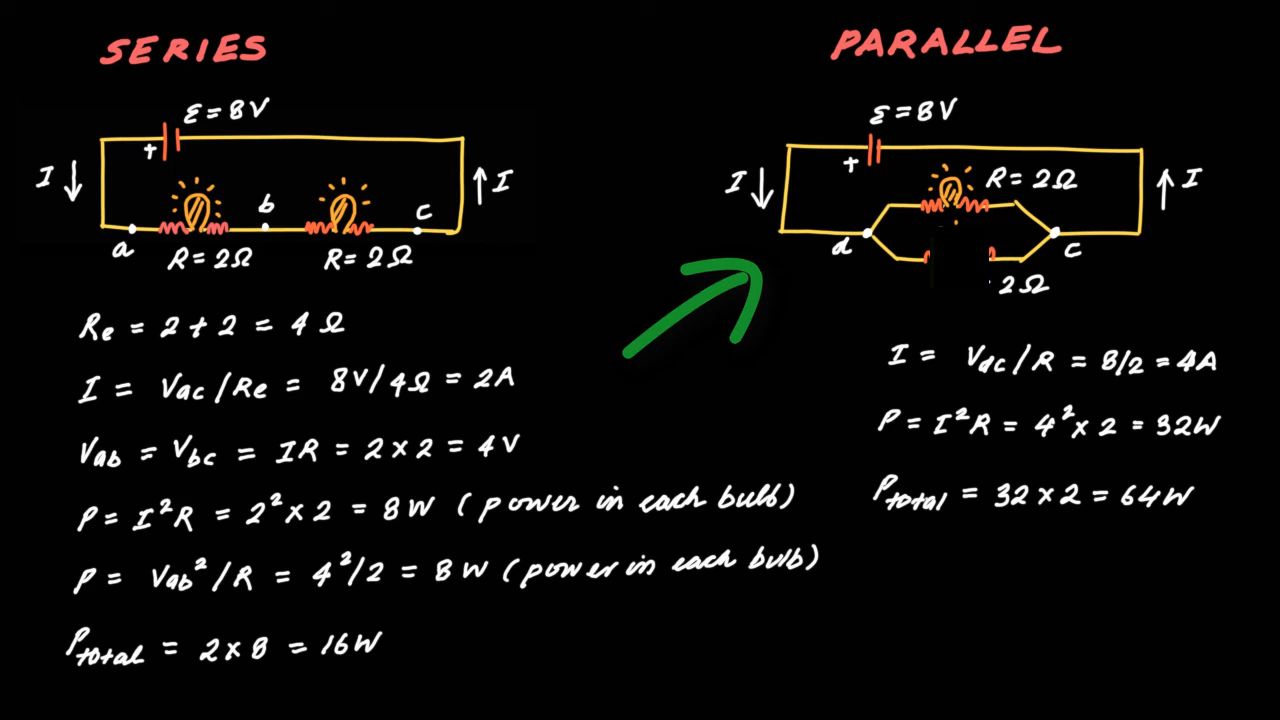 SERIES
ε = 8V
+
I
I
a
b
c
R = 2Ω
R = 2Ω
Re = 2 + 2 = 4 Ω
I = Vac/Re = 8V/4Ω = 2A
Vab = Vbc = IR = 2 × 2 = 4V
P = I²R = 2² × 2 = 8W (power in each bulb)
P = Vab²/R = 4²/2 = 8W (power in each bulb)
Ptotal = 2 × 8 = 16W
PARALLEL
ε = 8V
+
I
I
R = 2Ω
d
c
2Ω
I = Vdc/R = 8/2 = 4A
P = I²R = 4² × 2 = 32W
Ptotal = 32 × 2 = 64W